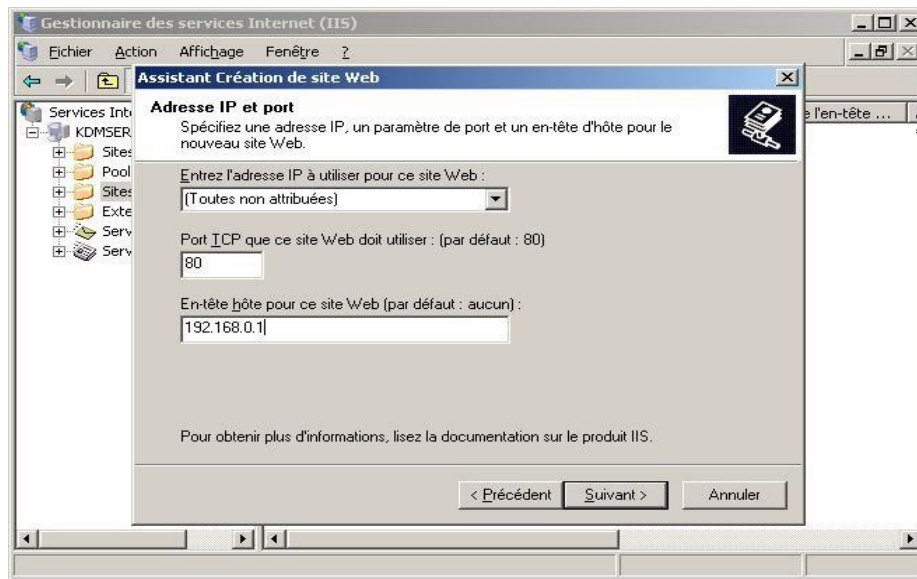 Gestionnaire des services Internet (IIS)
Fichier Action Affichage Fenêtre ?
Assistant Création de site Web
Services Int
e l'en-tête ...
KDMSER
Sites
Pool
Sites
Exte
Serv
Serv
Adresse IP et port
Spécifiez une adresse IP, un paramètre de port et un en-tête d'hôte pour le
nouveau site Web.
Entrez l'adresse IP à utiliser pour ce site Web :
(Toutes non attribuées)
Port TCP que ce site Web doit utiliser : (par défaut : 80)
80
En-tête hôte pour ce site Web (par défaut : aucun) :
192.168.0.1
Pour obtenir plus d'informations, lisez la documentation sur le produit IIS.
< Précédent Suivant > Annuler